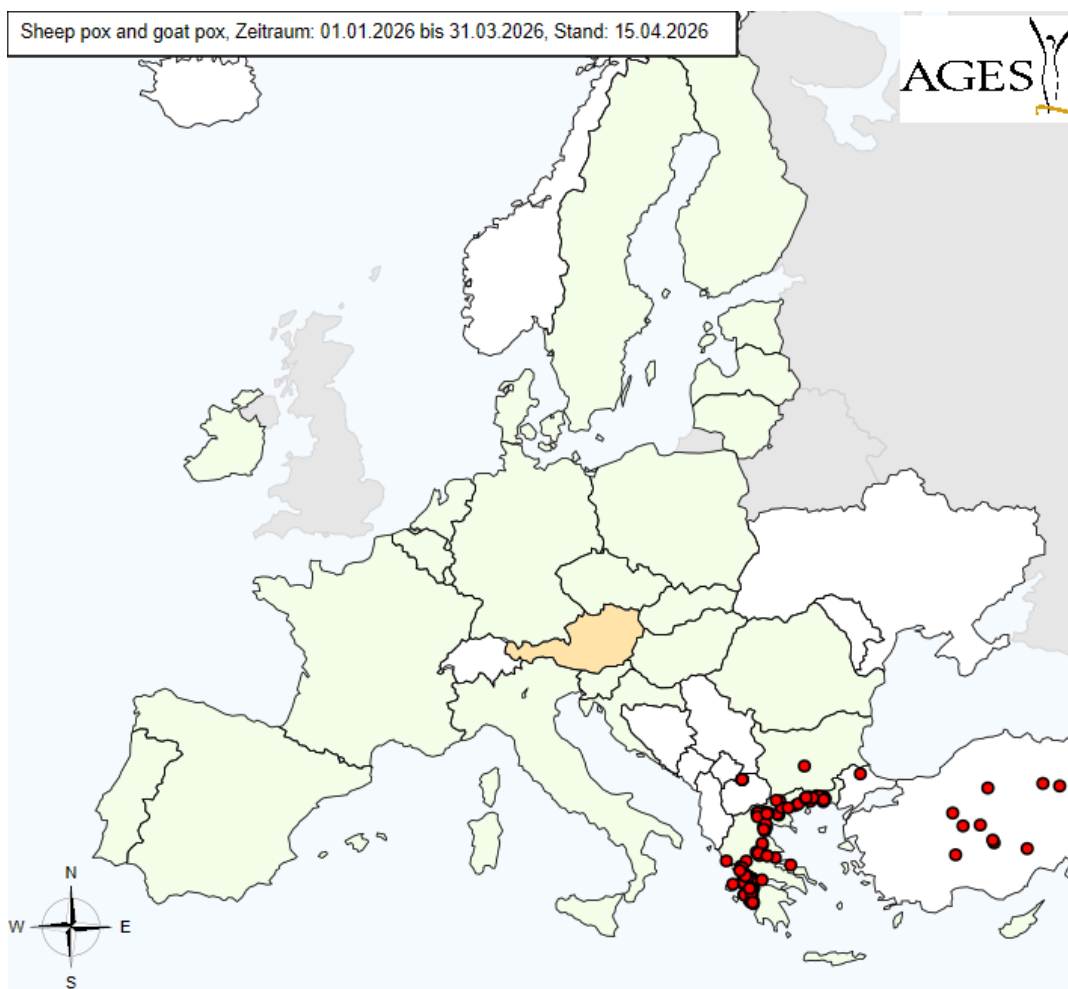 Sheep pox and goat pox, Zeitraum: 01.01.2026 bis 31.03.2026, Stand: 15.04.2026
AGES
N
W E
S